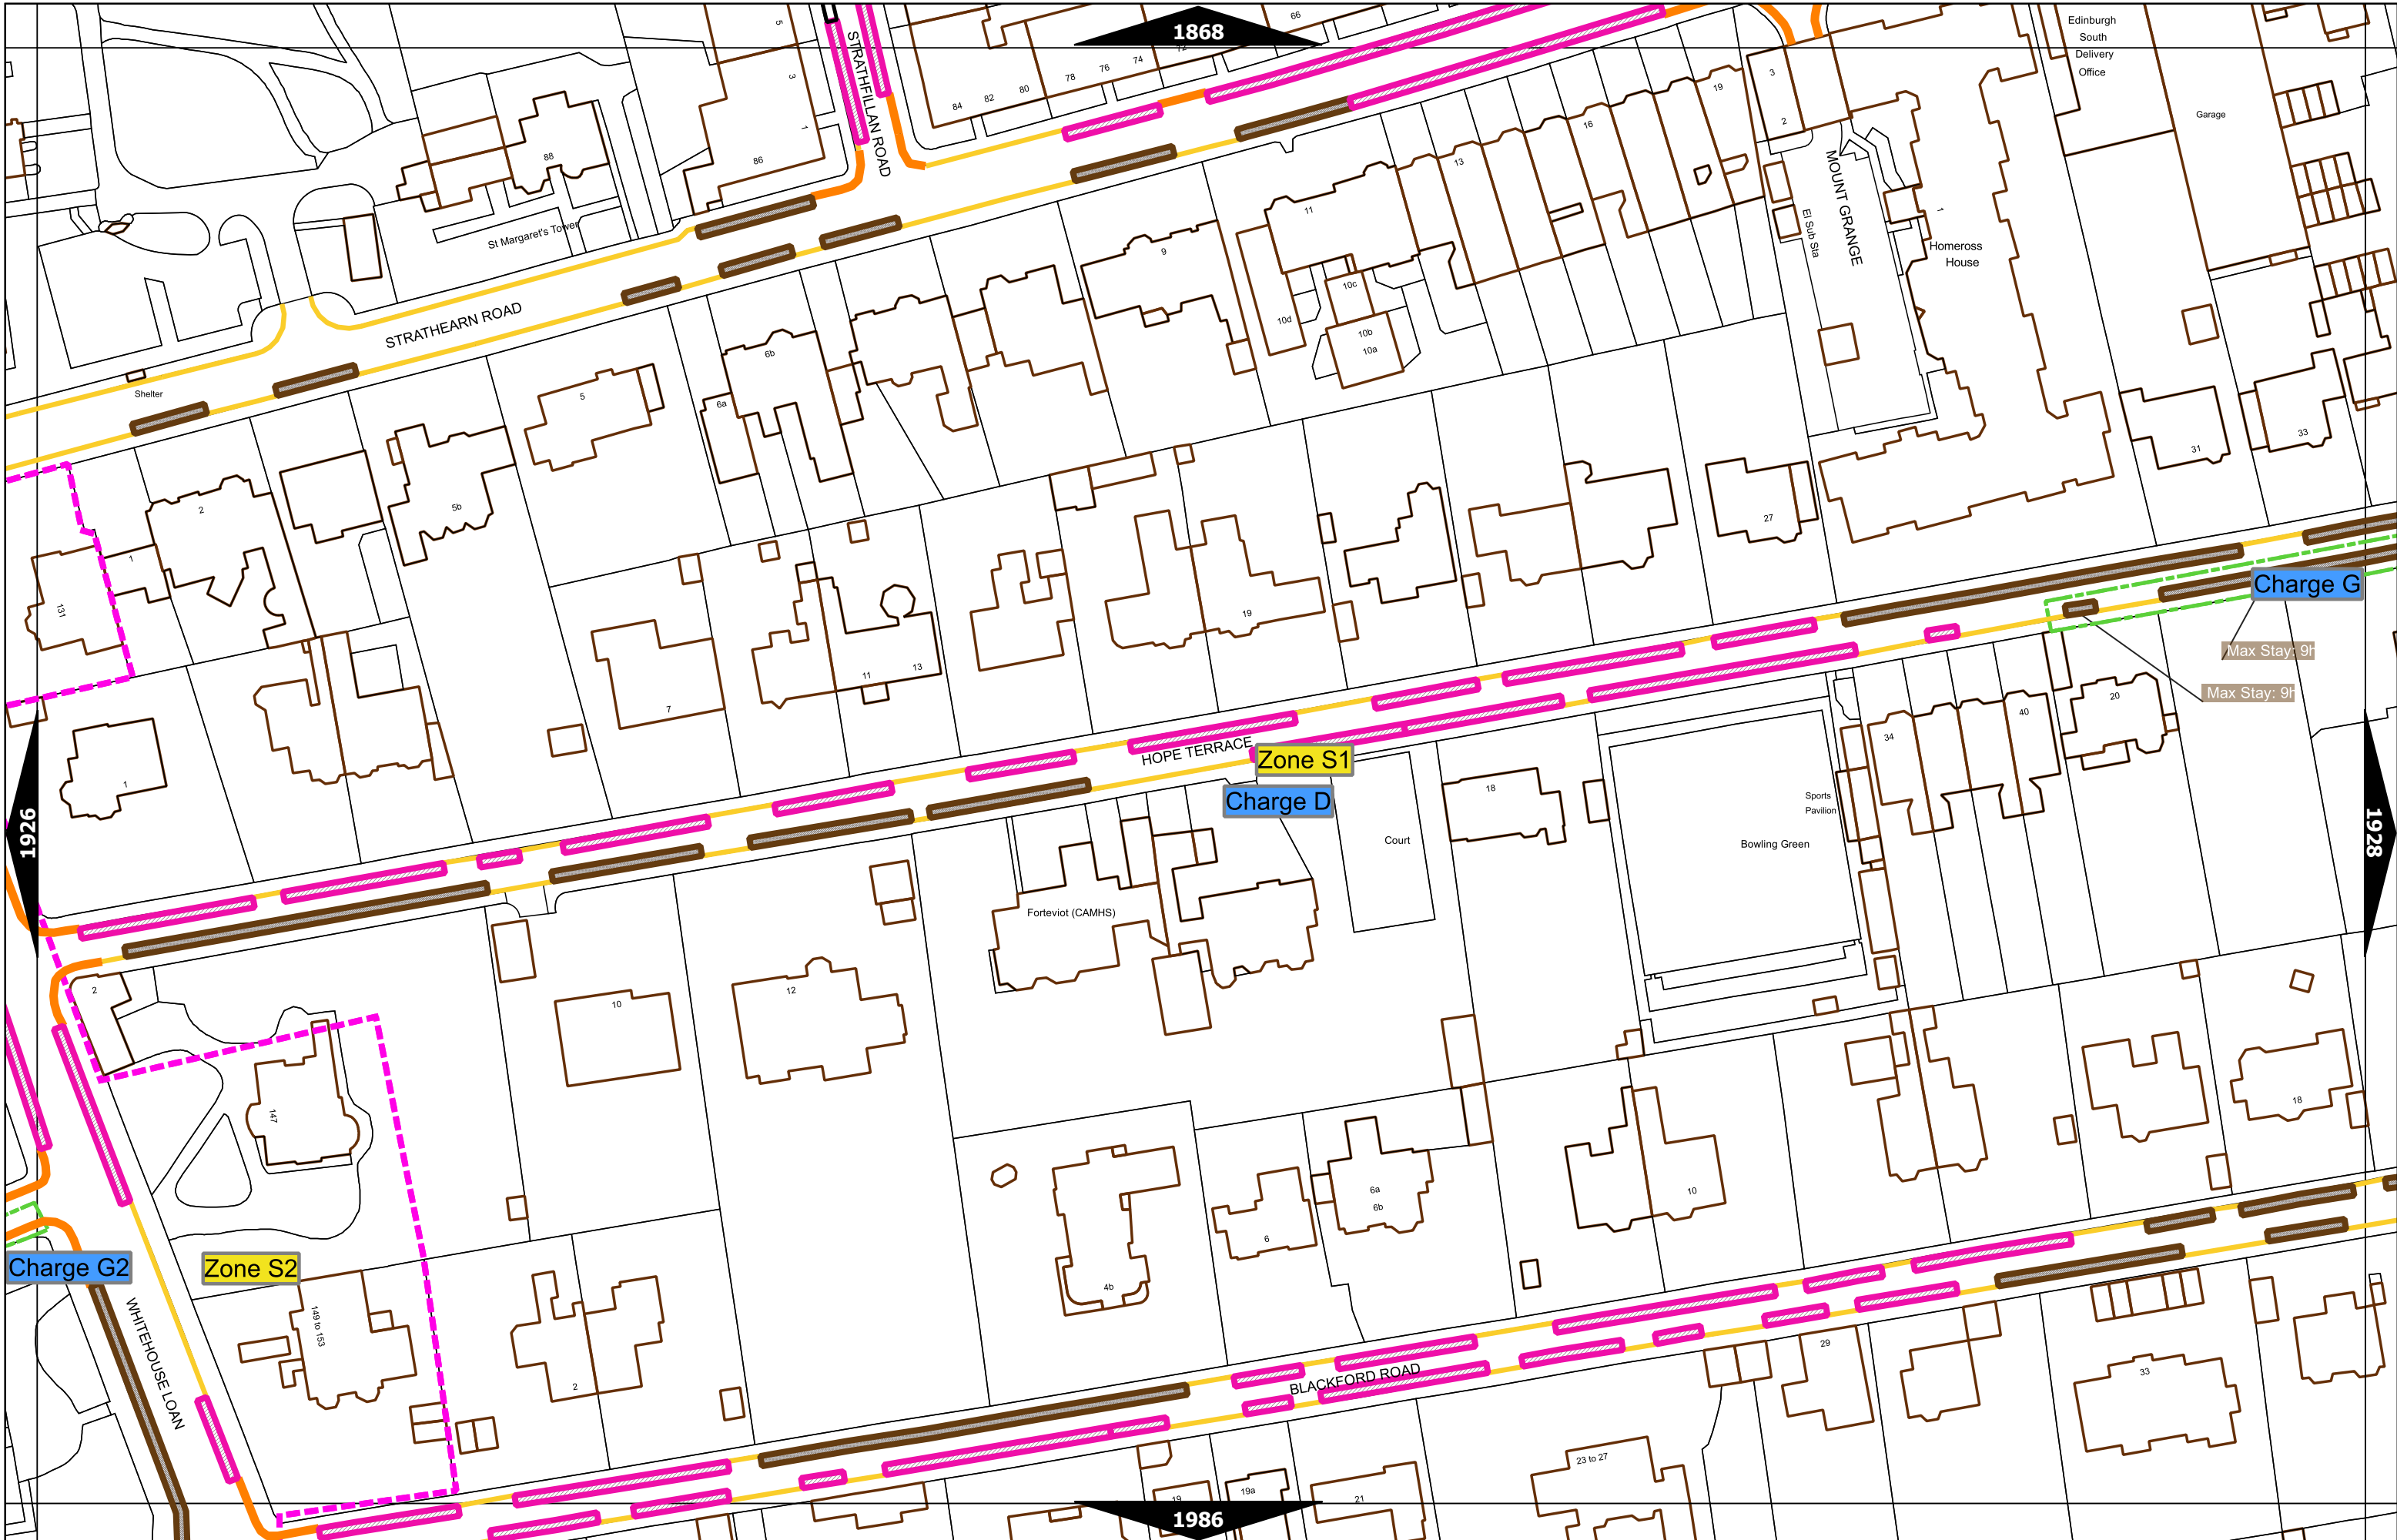 1868
5
3
1
86
STRATHFILLAN ROAD
84
82
80
78
76
74
72
66
3
2
19
16
13
11
Edinburgh
South
Delivery
Office
Garage
88
St Margaret's Tower
MOUNT GRANGE
El Sub Sta
1
Homeross
House
9
10c
10d
10b
10a
STRATHEARN ROAD
Shelter
6b
6a
5
5b
2
1
131
31
33
27
19
11
13
7
1
Charge G
Max Stay: 9h
Max Stay: 9h
20
40
34
HOPE TERRACE
Zone S1
Charge D
18
Court
Sports
Pavilion
Bowling Green
1926
1928
Forteviot (CAMHS)
2
10
12
147
18
6a
6b
6
10
4b
Charge G2
Zone S2
WHITEHOUSE LOAN
149 to 153
2
BLACKFORD ROAD
29
33
23 to 27
19
19a
21
1986